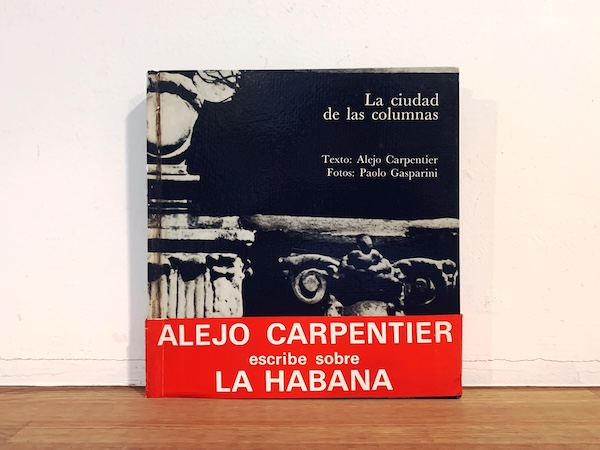 La ciudad
de las columnas
Texto: Alejo Carpentier
Fotos: Paolo Gasparini
ALEJO CARPENTIER
escribe sobre
LA HABANA